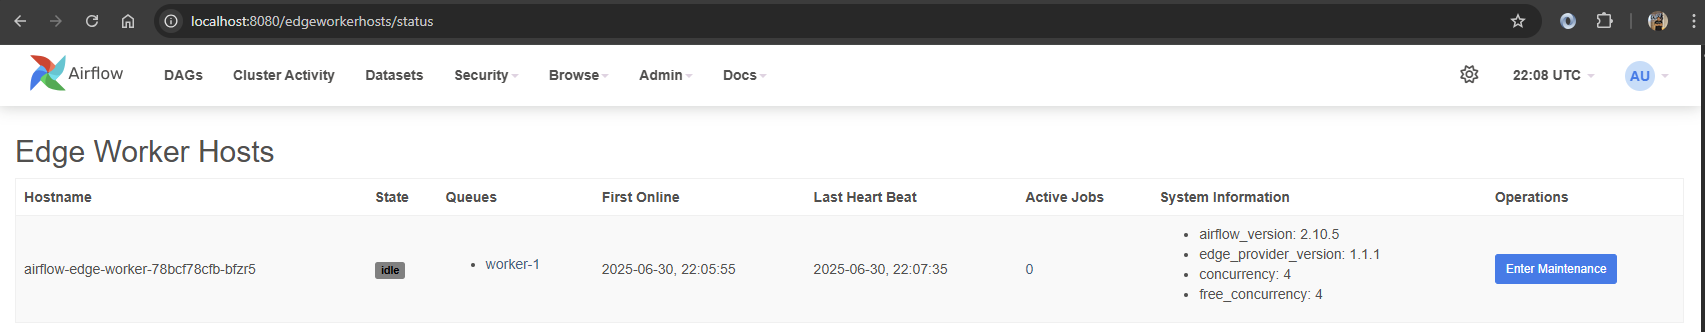 localhost:8080/edgeworkerhosts/status
Airflow DAGs Cluster Activity Datasets Security Browse Admin Docs 22:08 UTC AU
Edge Worker Hosts
Hostname State Queues First Online Last Heart Beat Active Jobs System Information Operations
airflow-edge-worker-78bcf78cfb-bfzr5 idle worker-1 2025-06-30, 22:05:55 2025-06-30, 22:07:35 0
airflow_version: 2.10.5
edge_provider_version: 1.1.1
concurrency: 4
free_concurrency: 4
Enter Maintenance